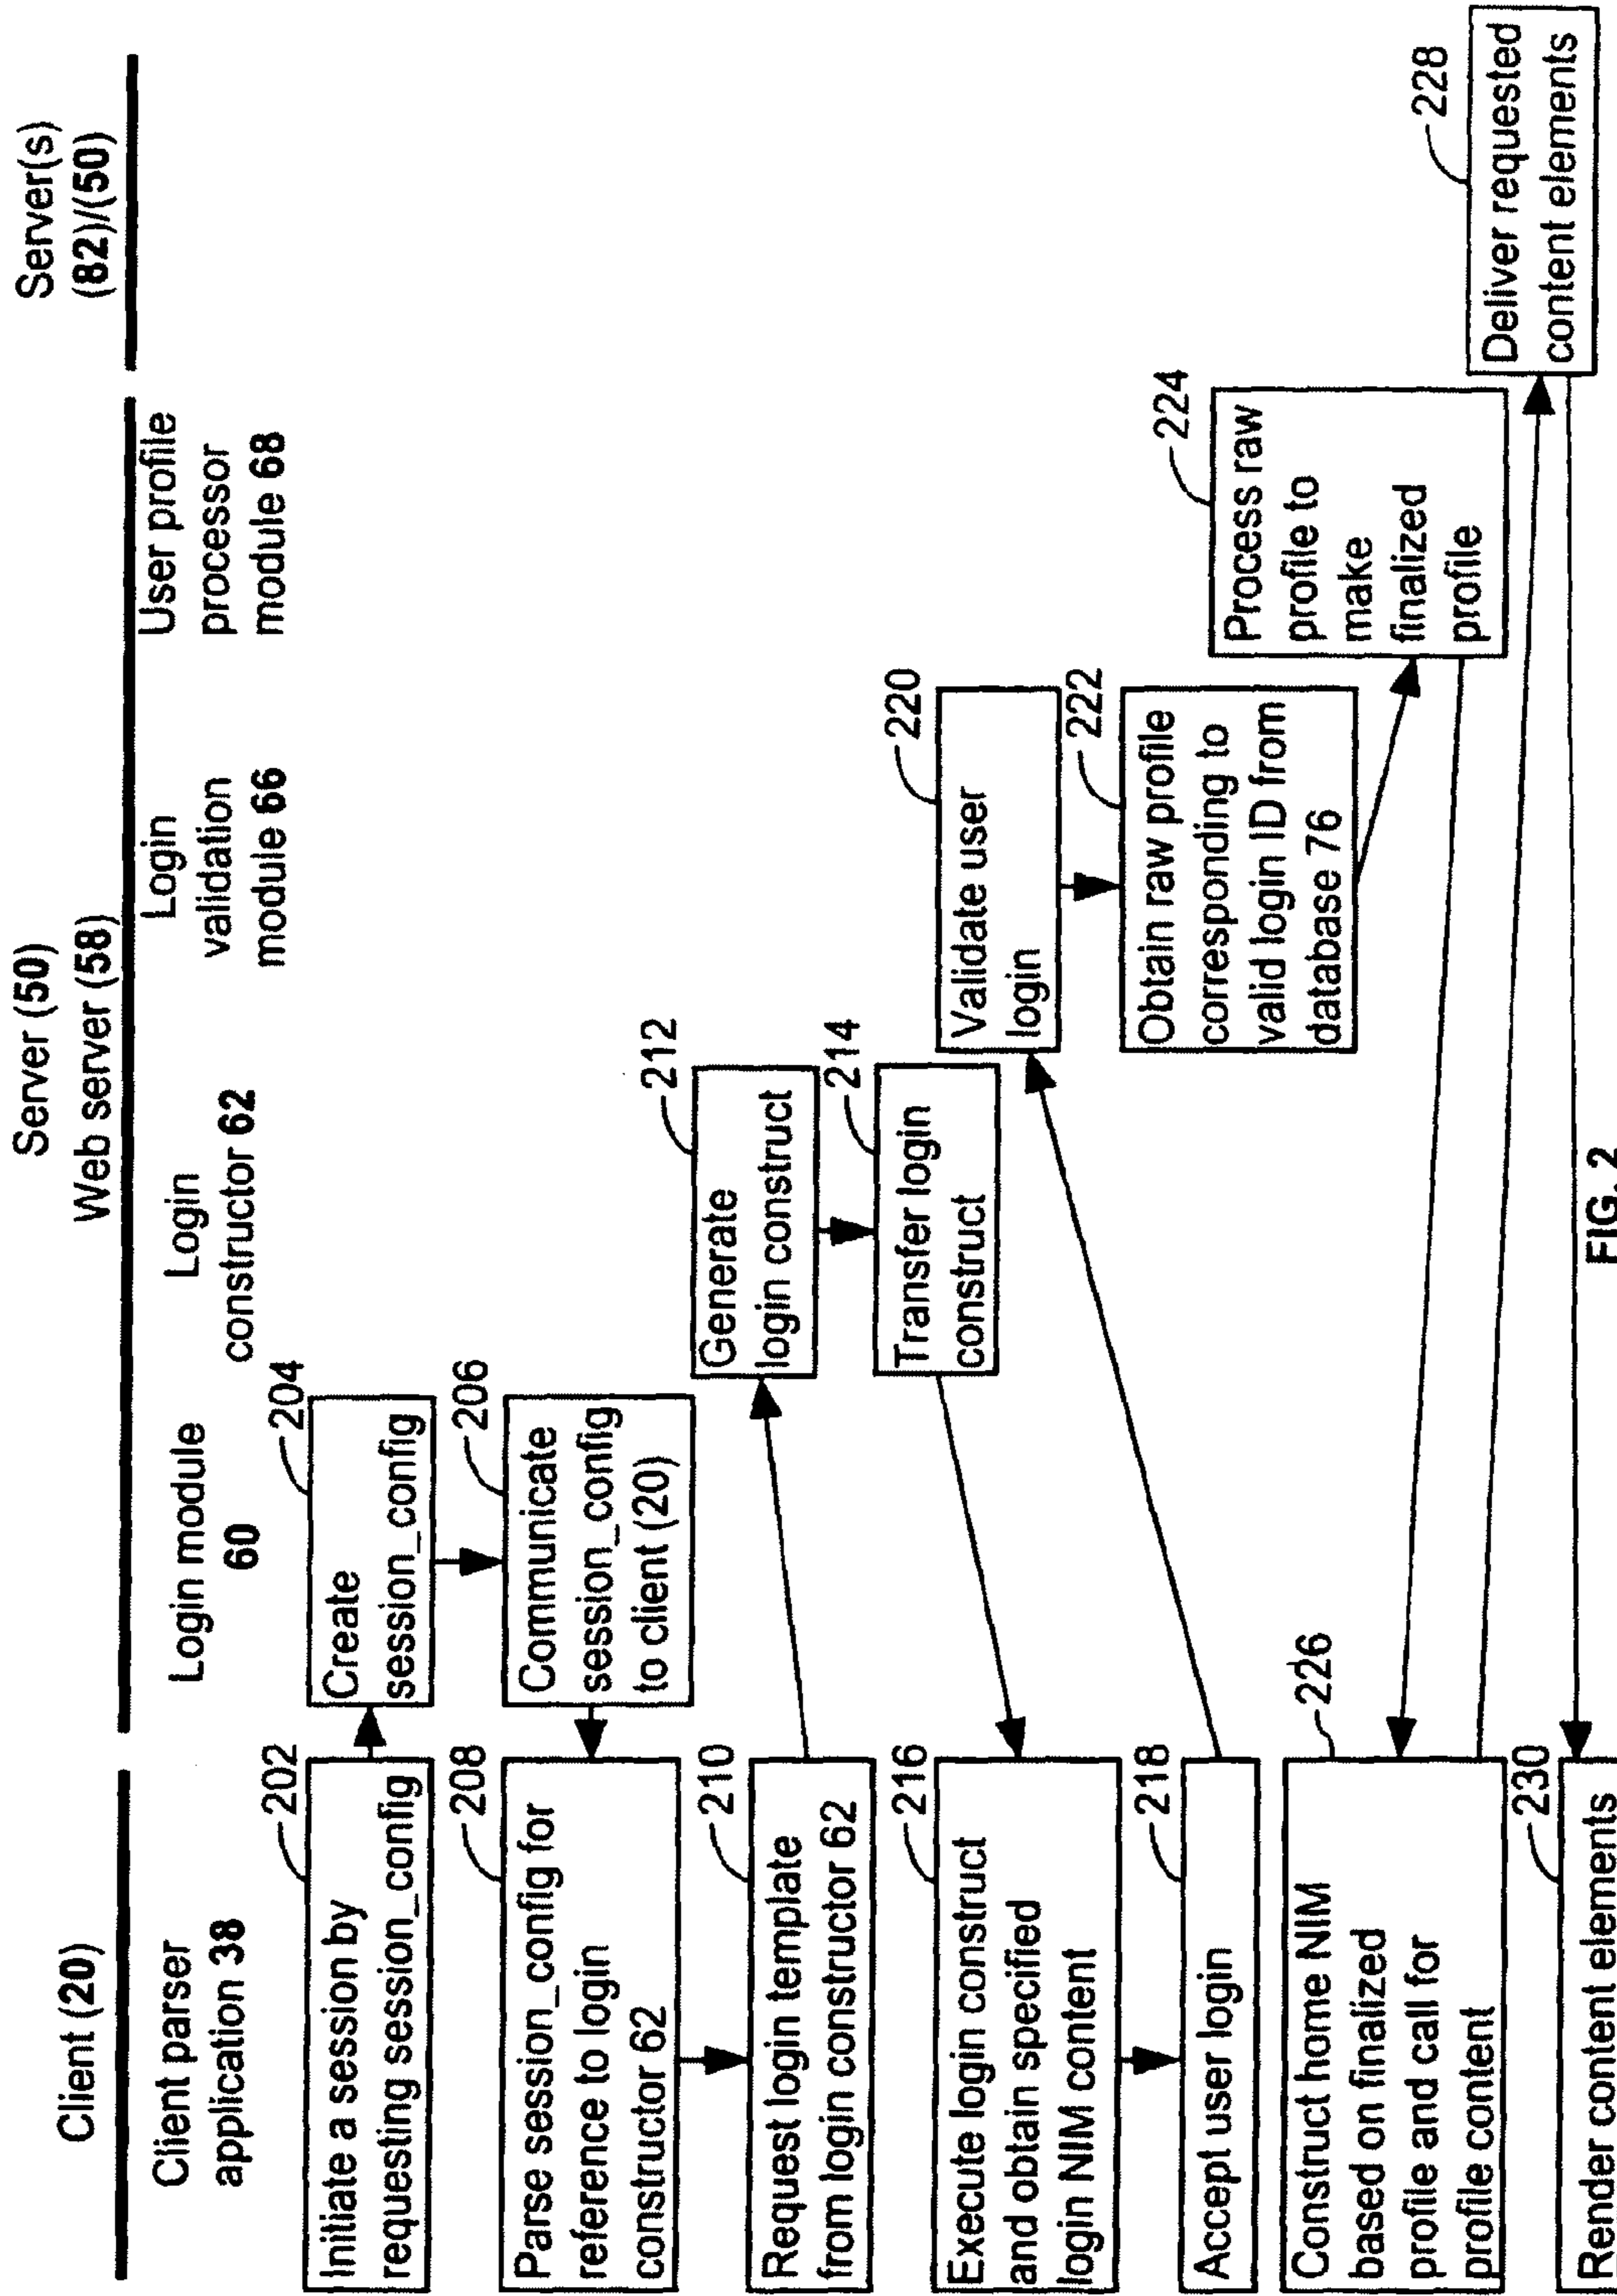 Client (20)
Server (50)
Web server (58)
Server(s)
(82)/(50)
Client parser
application 38
Login module
60
Login
constructor 62
Login
validation
module 66
User profile
processor
module 68
202
Initiate a session by
requesting session_config
204
Create
session_config
206
Communicate
session_config
to client (20)
208
Parse session_config for
reference to login
constructor 62
210
Request login template
from login constructor 62
212
Generate
login construct
214
Transfer login
construct
216
Execute login construct
and obtain specified
login NIM content
218
Accept user login
220
Validate user
login
222
Obtain raw profile
corresponding to
valid login ID from
database 76
224
Process raw
profile to
make
finalized
profile
226
Construct home NIM
based on finalized
profile and call for
profile content
228
Deliver requested
content elements
230
Render content elements
FIG. 2